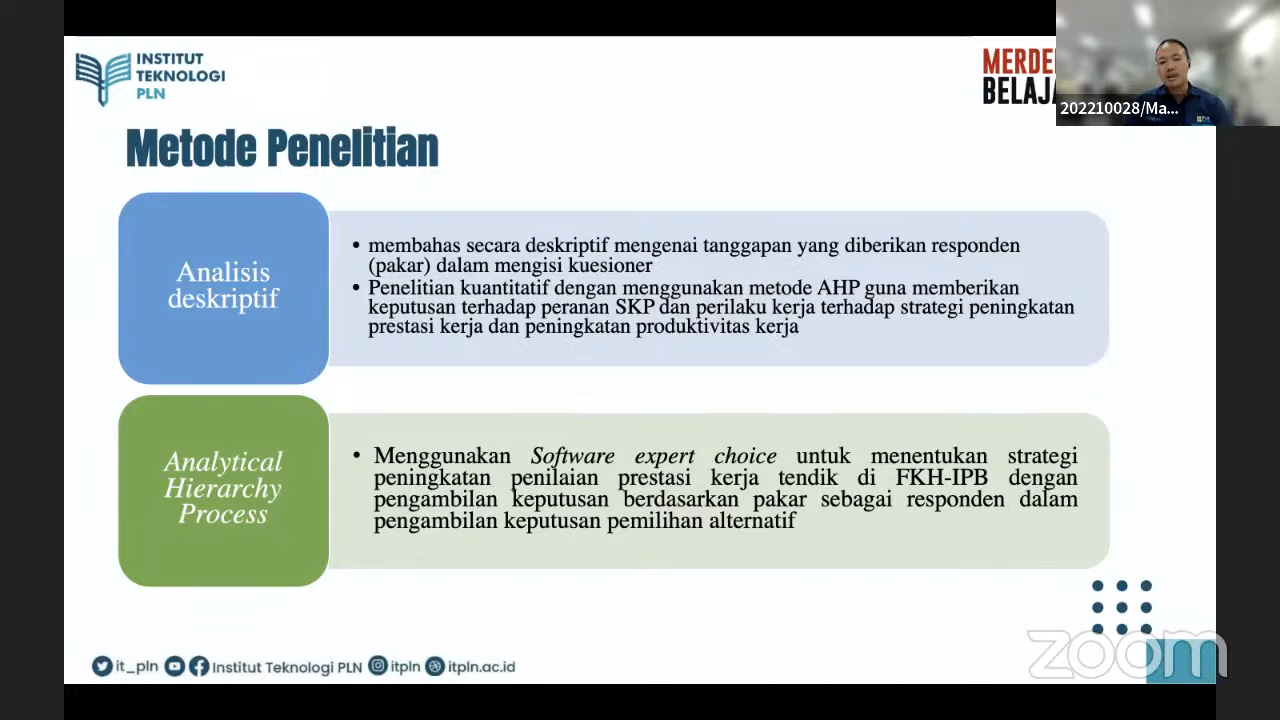 INSTITUT
TEKNOLOGI
PLN
MERDE
BELAJ
202210028/Ma...
Metode Penelitian
Analisis
deskriptif
• membahas secara deskriptif mengenai tanggapan yang diberikan responden
(pakar) dalam mengisi kuesioner
• Penelitian kuantitatif dengan menggunakan metode AHP guna memberikan
keputusan terhadap peranan SKP dan perilaku kerja terhadap strategi peningkatan
prestasi kerja dan peningkatan produktivitas kerja
Analytical
Hierarchy
Process
• Menggunakan Software expert choice untuk menentukan strategi
peningkatan penilaian prestasi kerja tendik di FKH-IPB dengan
pengambilan keputusan berdasarkan pakar sebagai responden dalam
pengambilan keputusan pemilihan alternatif
it_pln Institut Teknologi PLN itpln itpln.ac.id
zoom